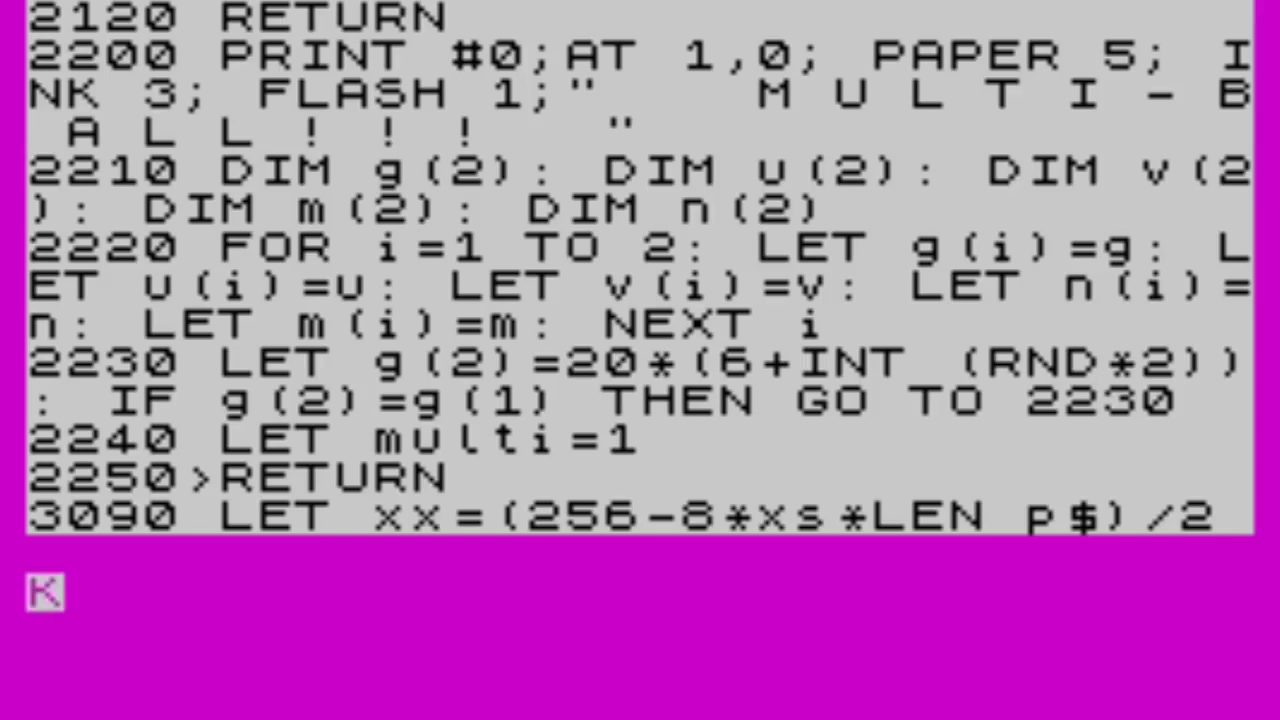 2120 RETURN
2200 PRINT #0;AT 1,0; PAPER 5; I
NK 3; FLASH 1;"    M U L T I - B
 A L L ! ! !   "
2210 DIM g(2): DIM u(2): DIM v(2
): DIM m(2): DIM n(2)
2220 FOR i=1 TO 2: LET g(i)=g: L
ET u(i)=u: LET v(i)=v: LET n(i)=
n: LET m(i)=m: NEXT i
2230 LET g(2)=20*(6+INT (RND*2))
: IF g(2)=g(1) THEN GO TO 2230
2240 LET multi=1
2250>RETURN
3090 LET xx=(256-8*xs*LEN p$)/2
K